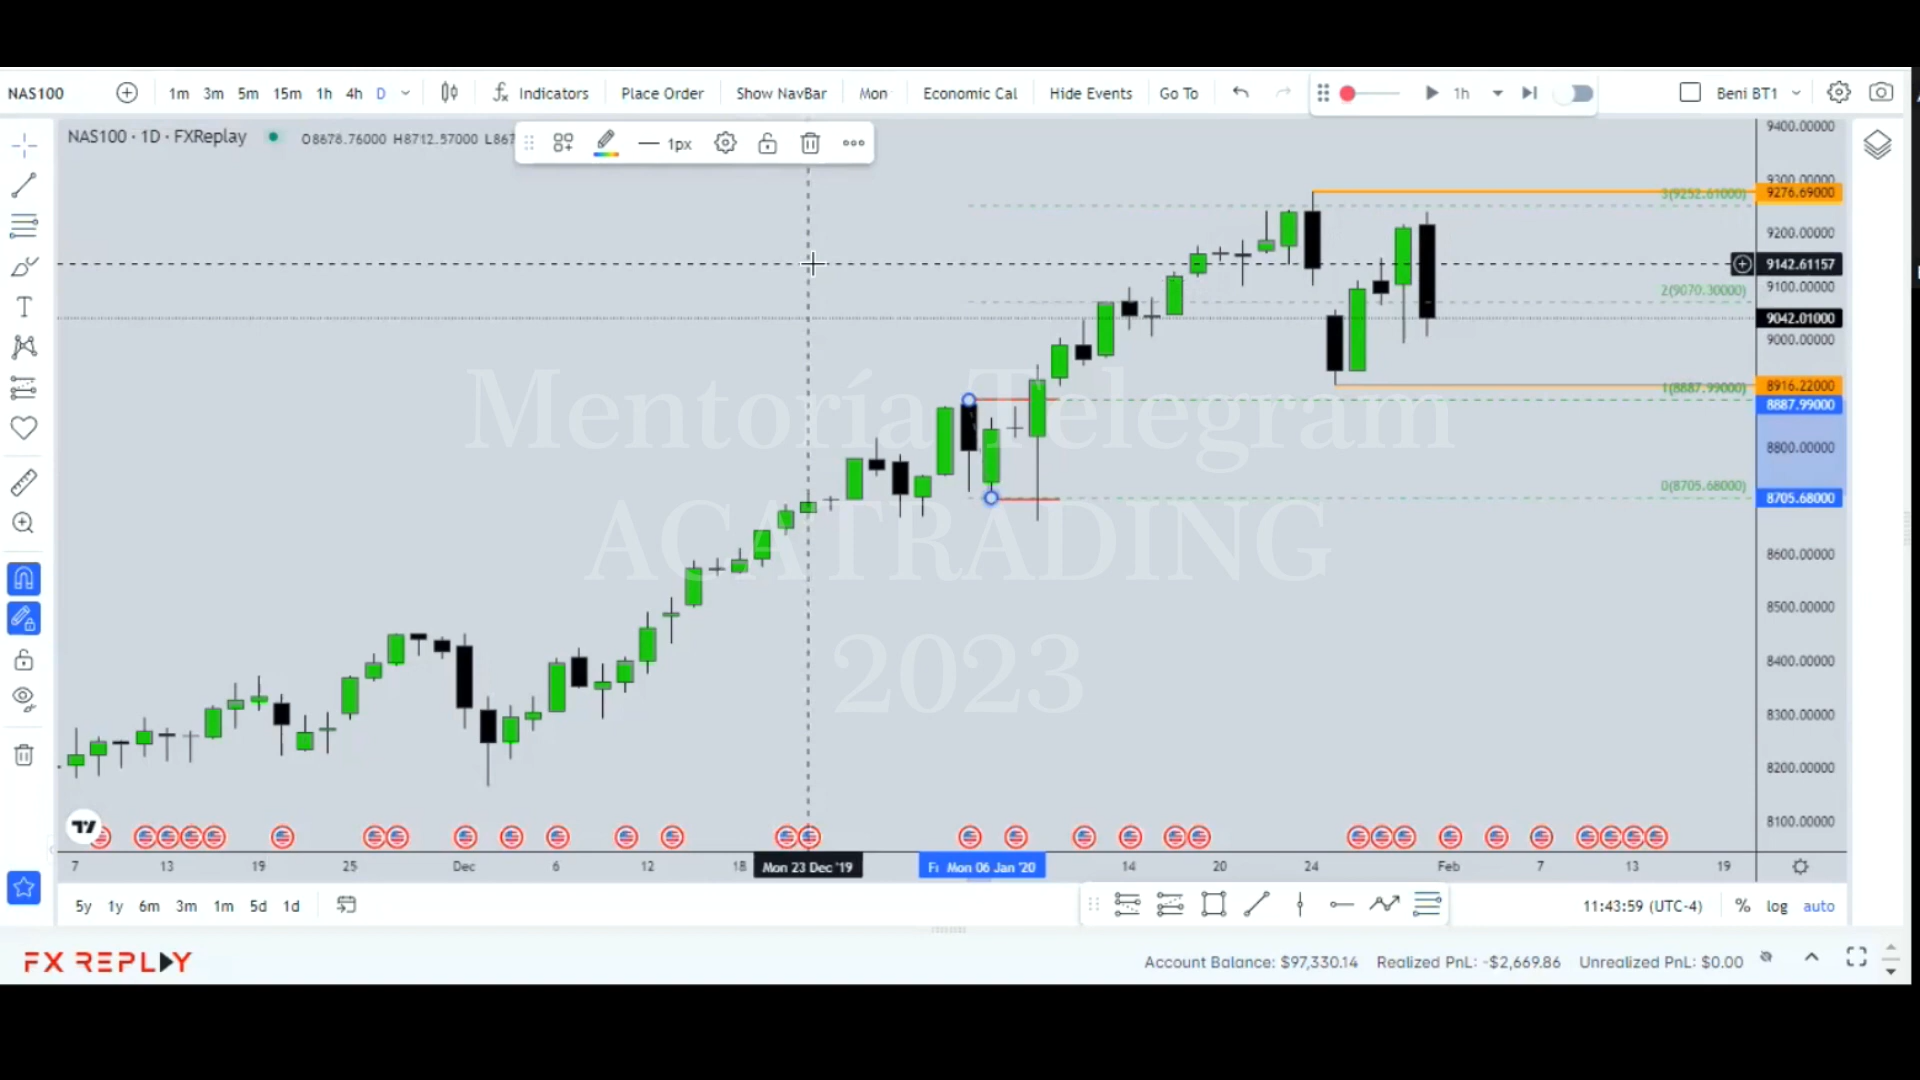 NAS100 1m 3m 5m 15m 1h 4h D Indicators Place Order Show NavBar Mon Economic Cal Hide Events Go To 1h Beni BT1
NAS100 · 1D · FXReplay O8678.76000 H8712.57000 L867
1px
9400.00000
9300.00000
3(9252.61000) 9276.69000
9200.00000
9142.61157
2(9070.30000) 9100.00000
9042.01000
9000.00000
1(8887.99000) 8916.22000
8887.99000
8800.00000
0(8705.68000) 8705.68000
8600.00000
8500.00000
8400.00000
8300.00000
8200.00000
8100.00000
Mentoría Telegram
ACATRADING
2023
7 13 19 25 Dec 6 12 18 Mon 23 Dec '19 Fr Mon 06 Jan '20 14 20 24 Feb 7 13 19
5y 1y 6m 3m 1m 5d 1d 11:43:59 (UTC-4) % log auto
FX REPLAY Account Balance: $97,330.14 Realized PnL: -$2,669.86 Unrealized PnL: $0.00